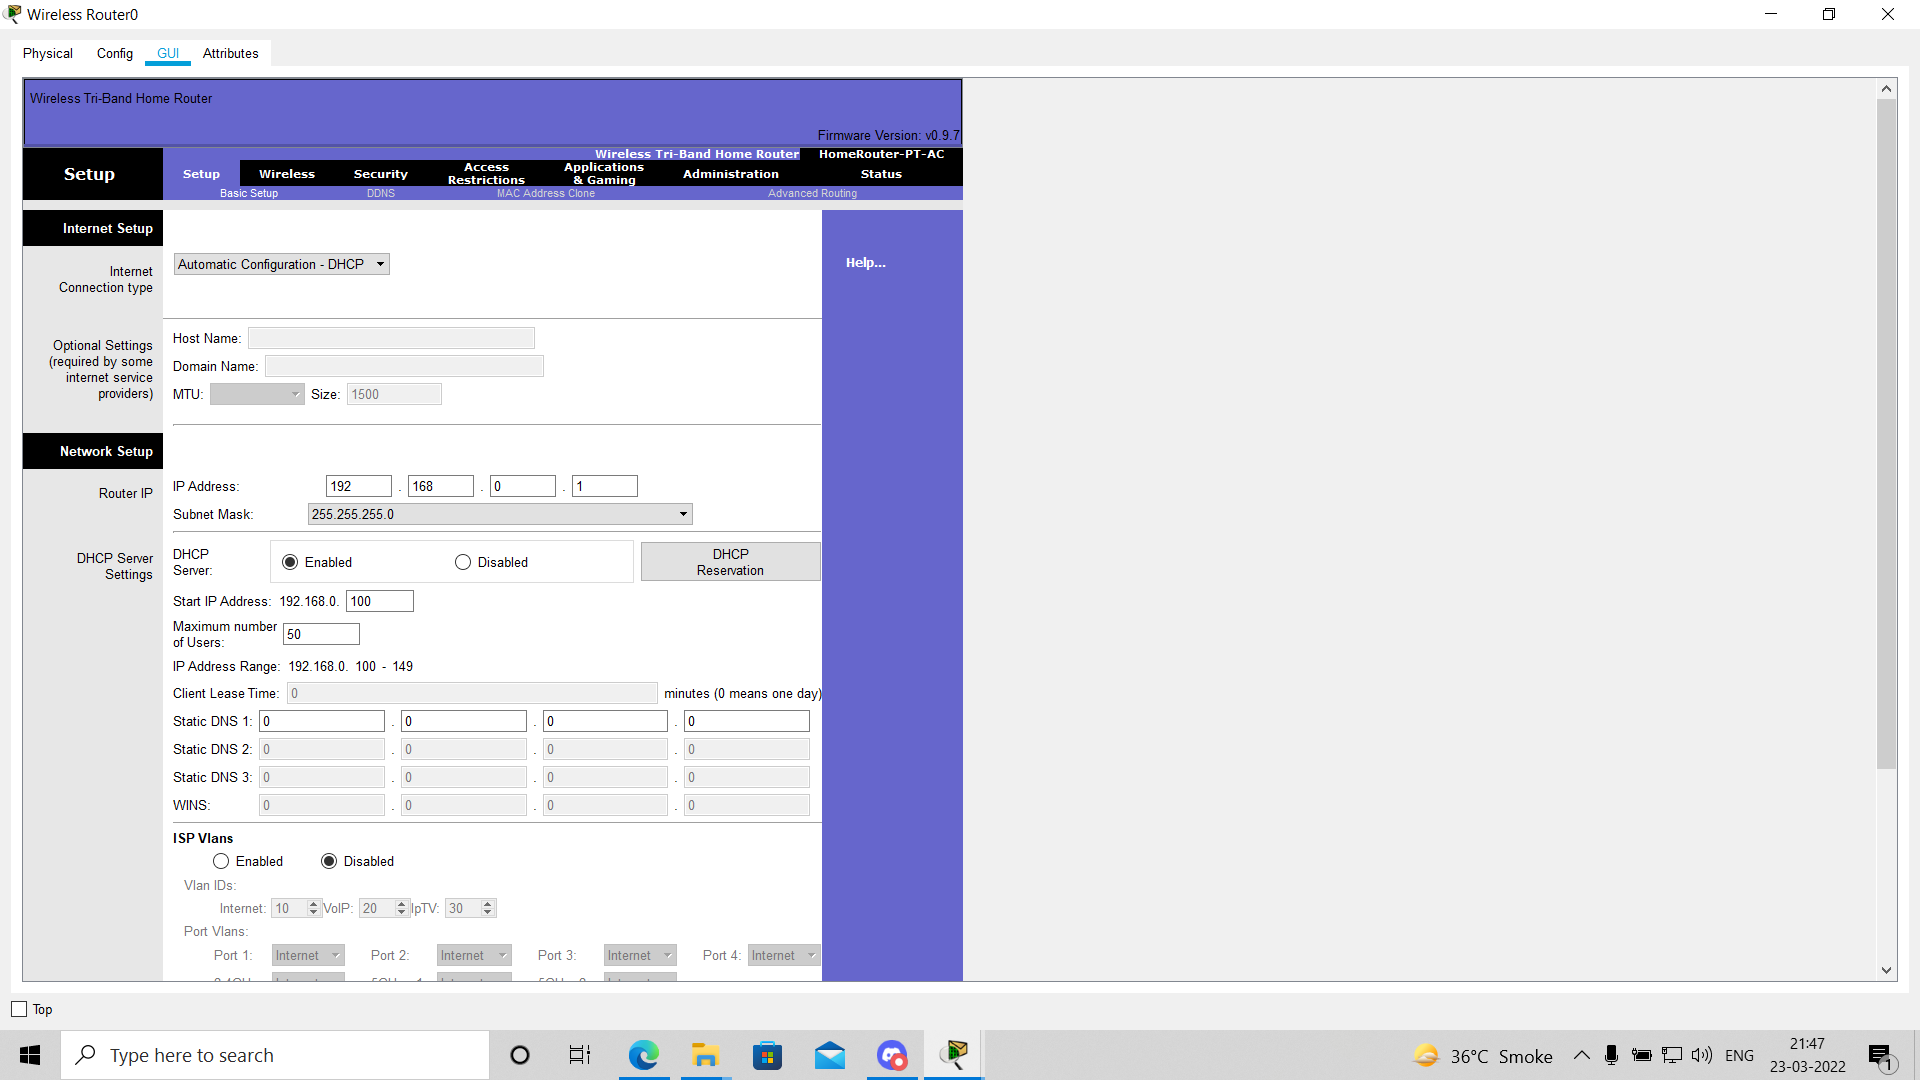 Wireless Router0
Physical Config GUI Attributes
Wireless Tri-Band Home Router
Firmware Version: v0.9.7
Wireless Tri-Band Home Router HomeRouter-PT-AC
Setup
Setup Wireless Security Access Restrictions Applications & Gaming Administration Status
Basic Setup DDNS MAC Address Clone Advanced Routing
Internet Setup
Help...
Internet
Connection type
Automatic Configuration - DHCP
Optional Settings
(required by some
internet service
providers)
Host Name:
Domain Name:
MTU: Size: 1500
Network Setup
Router IP
IP Address: 192 . 168 . 0 . 1
Subnet Mask: 255.255.255.0
DHCP Server
Settings
DHCP
Server:
Enabled Disabled
DHCP
Reservation
Start IP Address: 192.168.0. 100
Maximum number
of Users:
50
IP Address Range: 192.168.0. 100 - 149
Client Lease Time: 0 minutes (0 means one day)
Static DNS 1: 0 . 0 . 0 . 0
Static DNS 2: 0 . 0 . 0 . 0
Static DNS 3: 0 . 0 . 0 . 0
WINS: 0 . 0 . 0 . 0
ISP Vlans
Enabled Disabled
Vlan IDs:
Internet: 10 VoIP: 20 IpTV: 30
Port Vlans:
Port 1: Internet Port 2: Internet Port 3: Internet Port 4: Internet
Top
Type here to search
36°C Smoke
ENG
21:47
23-03-2022
1